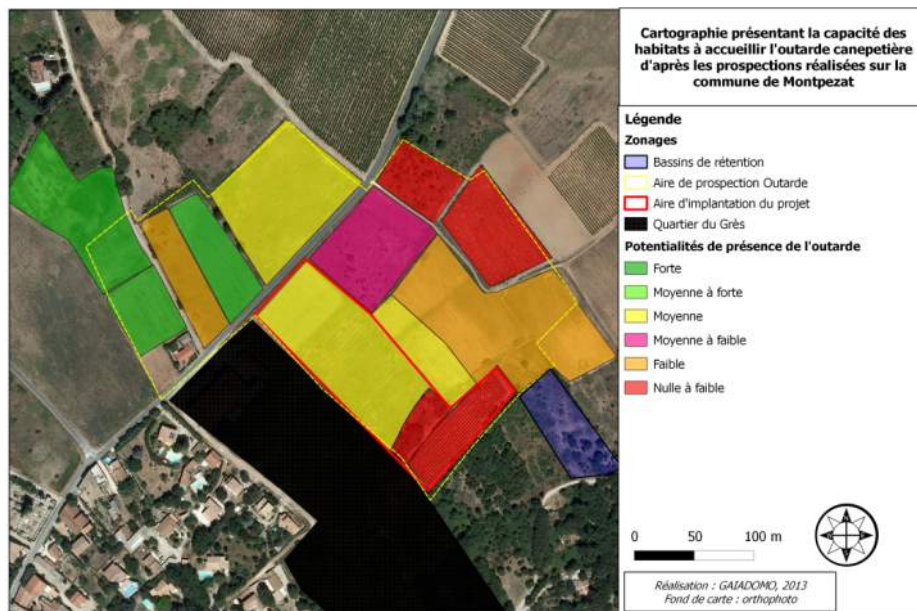 Cartographie présentant la capacité des
habitats à accueillir l'outarde canepetière
d'après les prospections réalisées sur la
commune de Montpezat
Légende
Zonages
Bassins de rétention
Aire de prospection Outarde
Aire d'implantation du projet
Quartier du Grès
Potentialités de présence de l'outarde
Forte
Moyenne à forte
Moyenne
Moyenne à faible
Faible
Nulle à faible
0 50 100 m
Réalisation : GAIADOMO, 2013
Fond de carte : orthophoto